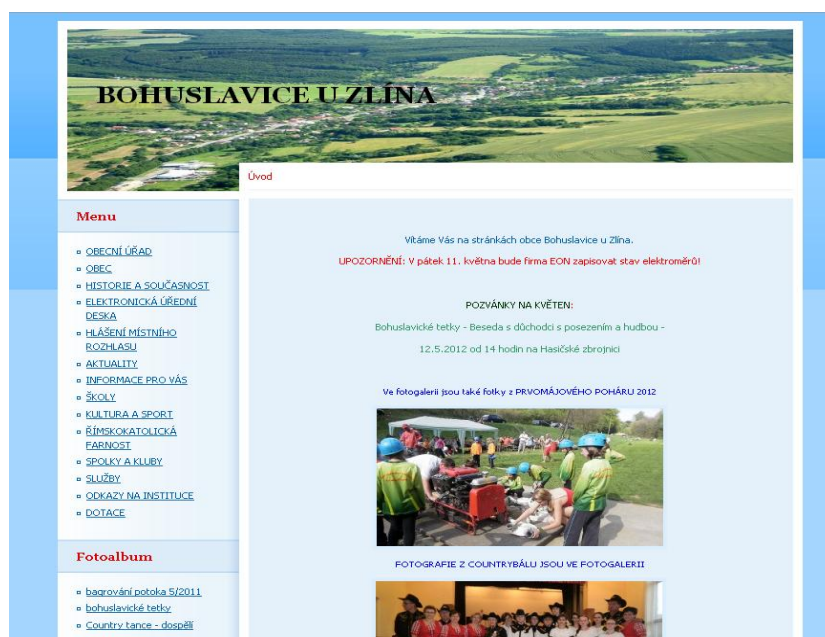 BOHUSLAVICE U ZLÍNA
Úvod
Menu
OBECNÍ ÚŘAD
OBEC
HISTORIE A SOUČASNOST
ELEKTRONICKÁ ÚŘEDNÍ
DESKA
HLÁŠENÍ MÍSTNÍHO
ROZHLASU
AKTUALITY
INFORMACE PRO VÁS
ŠKOLY
KULTURA A SPORT
ŘÍMSKOKATOLICKÁ
FARNOST
SPOLKY A KLUBY
SLUŽBY
ODKAZY NA INSTITUCE
DOTACE
Fotoalbum
bagrování potoka 5/2011
bohuslavické tetky
Country tance - dospělí
Vítáme Vás na stránkách obce Bohuslavice u Zlína.
UPOZORNĚNÍ: V pátek 11. května bude firma EON zapisovat stav elektroměrů!
POZVÁNKY NA KVĚTEN:
Bohuslavické tetky - Beseda s důchodci s posezením a hudbou -
12.5.2012 od 14 hodin na Hasičské zbrojnici
Ve fotogalerii jsou také fotky z PRVOMÁJOVÉHO POHÁRU 2012
FOTOGRAFIE Z COUNTRYBÁLU JSOU VE FOTOGALERII